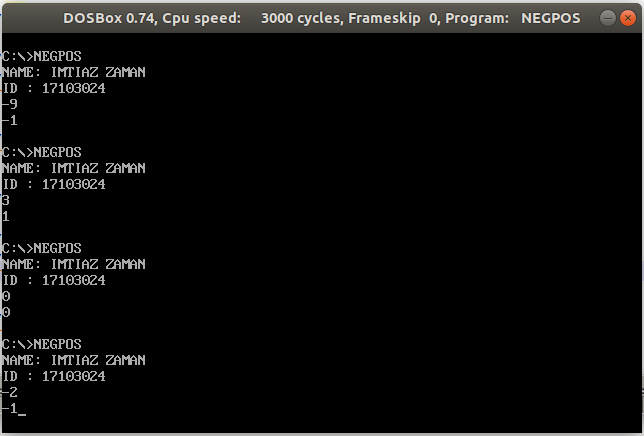 DOSBox 0.74, Cpu speed:    3000 cycles, Frameskip  0, Program:   NEGPOS
C:\>NEGPOS
NAME: IMTIAZ ZAMAN
ID : 17103024
-9
-1
C:\>NEGPOS
NAME: IMTIAZ ZAMAN
ID : 17103024
3
1
C:\>NEGPOS
NAME: IMTIAZ ZAMAN
ID : 17103024
0
0
C:\>NEGPOS
NAME: IMTIAZ ZAMAN
ID : 17103024
-2
-1_